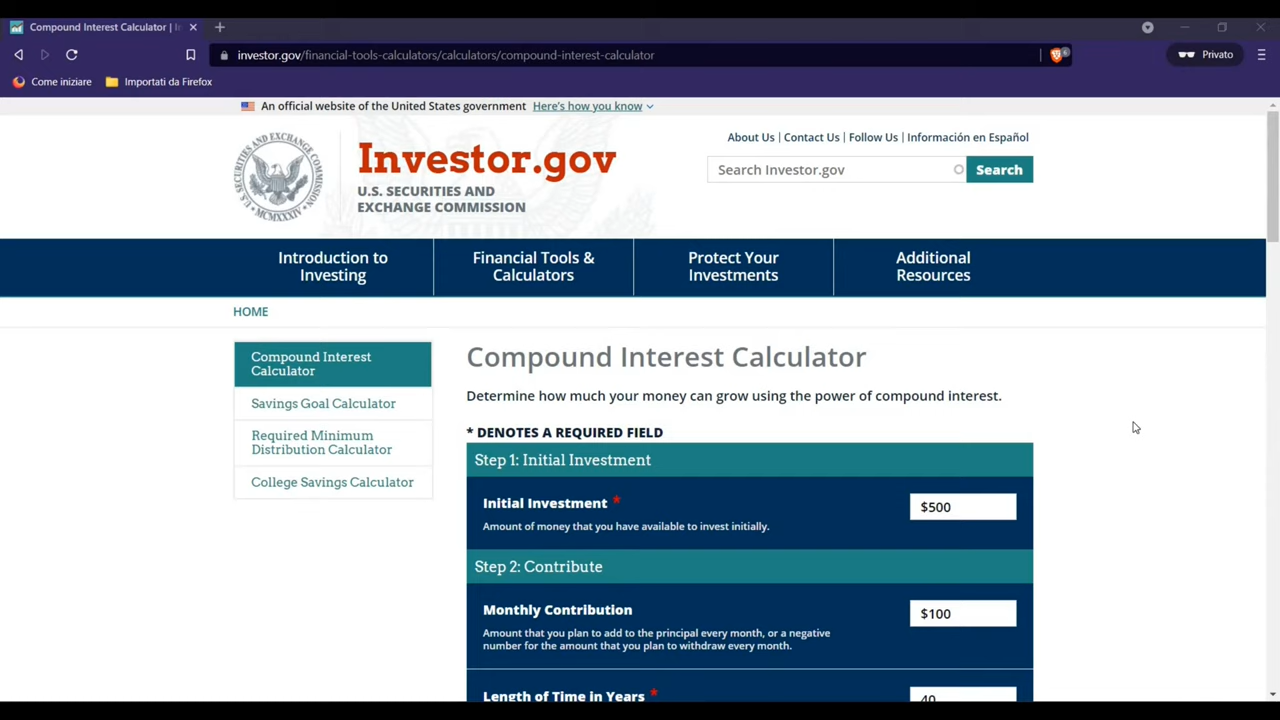 Compound Interest Calculator | I
investor.gov/financial-tools-calculators/calculators/compound-interest-calculator
Privato
Come iniziare
Importati da Firefox
An official website of the United States government Here's how you know
About Us | Contact Us | Follow Us | Información en Español
SECURITIES AND EXCHANGE COMMISSION
MCMXXXIV
Investor.gov
U.S. SECURITIES AND
EXCHANGE COMMISSION
Search Investor.gov
Search
Introduction to
Investing
Financial Tools &
Calculators
Protect Your
Investments
Additional
Resources
HOME
Compound Interest
Calculator
Savings Goal Calculator
Required Minimum
Distribution Calculator
College Savings Calculator
Compound Interest Calculator
Determine how much your money can grow using the power of compound interest.
* DENOTES A REQUIRED FIELD
Step 1: Initial Investment
Initial Investment *
$500
Amount of money that you have available to invest initially.
Step 2: Contribute
Monthly Contribution
$100
Amount that you plan to add to the principal every month, or a negative
number for the amount that you plan to withdraw every month.
Length of Time in Years *
40